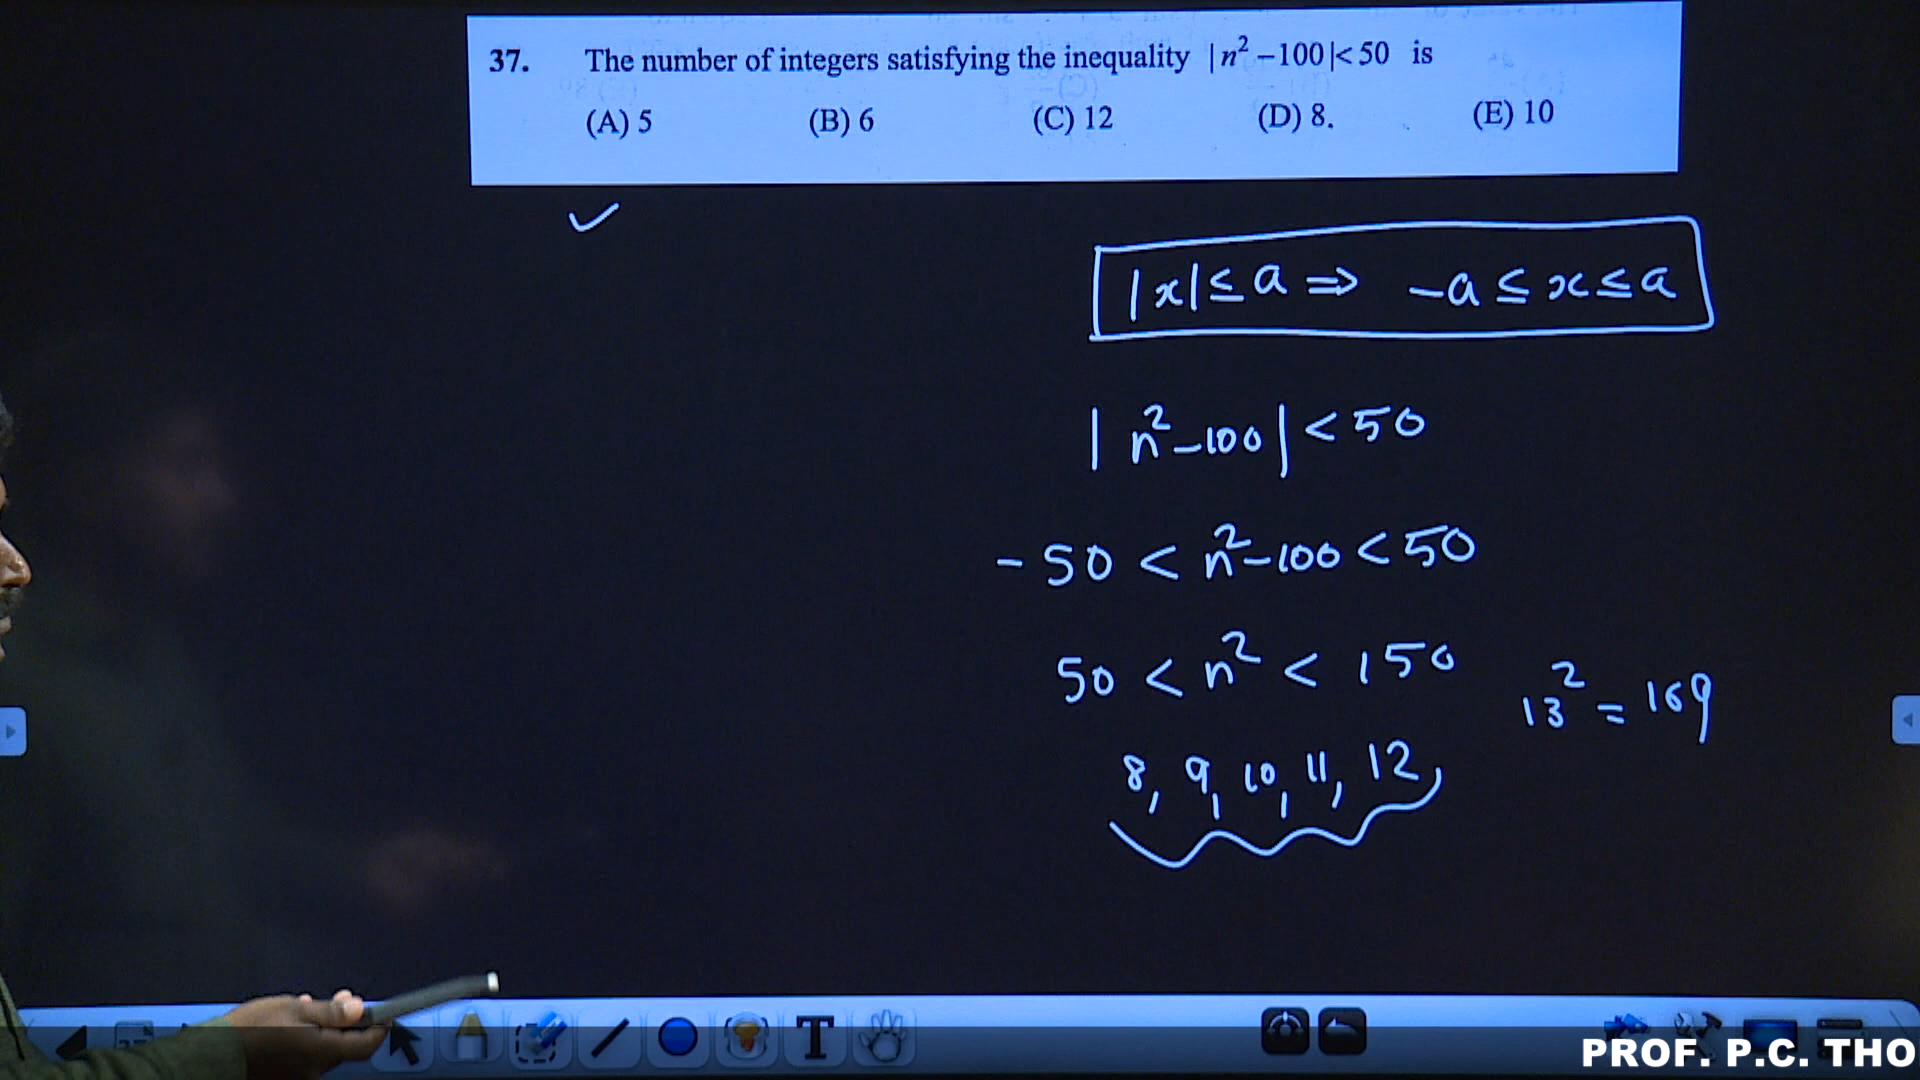 37. The number of integers satisfying the inequality |n² − 100| < 50 is
(A) 5 (B) 6 (C) 12 (D) 8. (E) 10
|x| ≤ a ⇒ −a ≤ x ≤ a
|n² − 100| < 50
−50 < n² − 100 < 50
50 < n² < 150
13² = 169
8, 9, 10, 11, 12,
T
PROF. P.C. THO